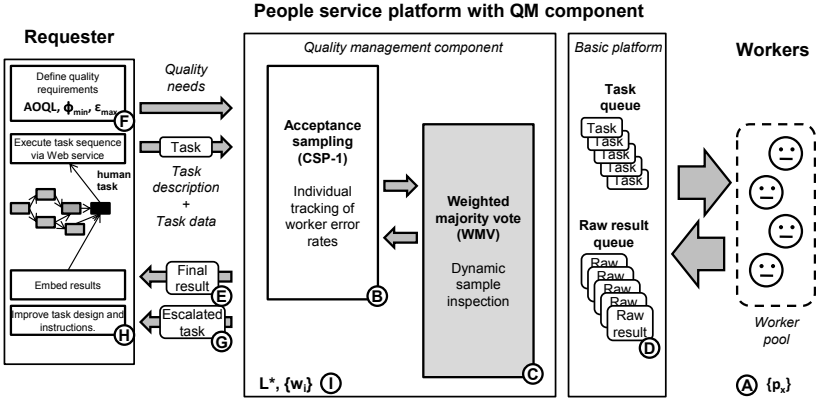 People service platform with QM component
Requester
Define quality
requirements
AOQL, ϕmin, εmax
F
Execute task sequence
via Web service
human
task
Embed results
Improve task design and
instructions.
H
Quality
needs
Task
Task
description
+
Task data
Final
result
E
Escalated
task
G
Quality management component
Acceptance
sampling
(CSP-1)
Individual
tracking of
worker error
rates
B
Weighted
majority vote
(WMV)
Dynamic
sample
inspection
C
L*, {wi} I
Basic platform
Task
queue
Task
Task
Task
Task
Task
Raw result
queue
Raw
Raw
Raw
Raw
Raw
result
D
Workers
Worker
pool
A {px}